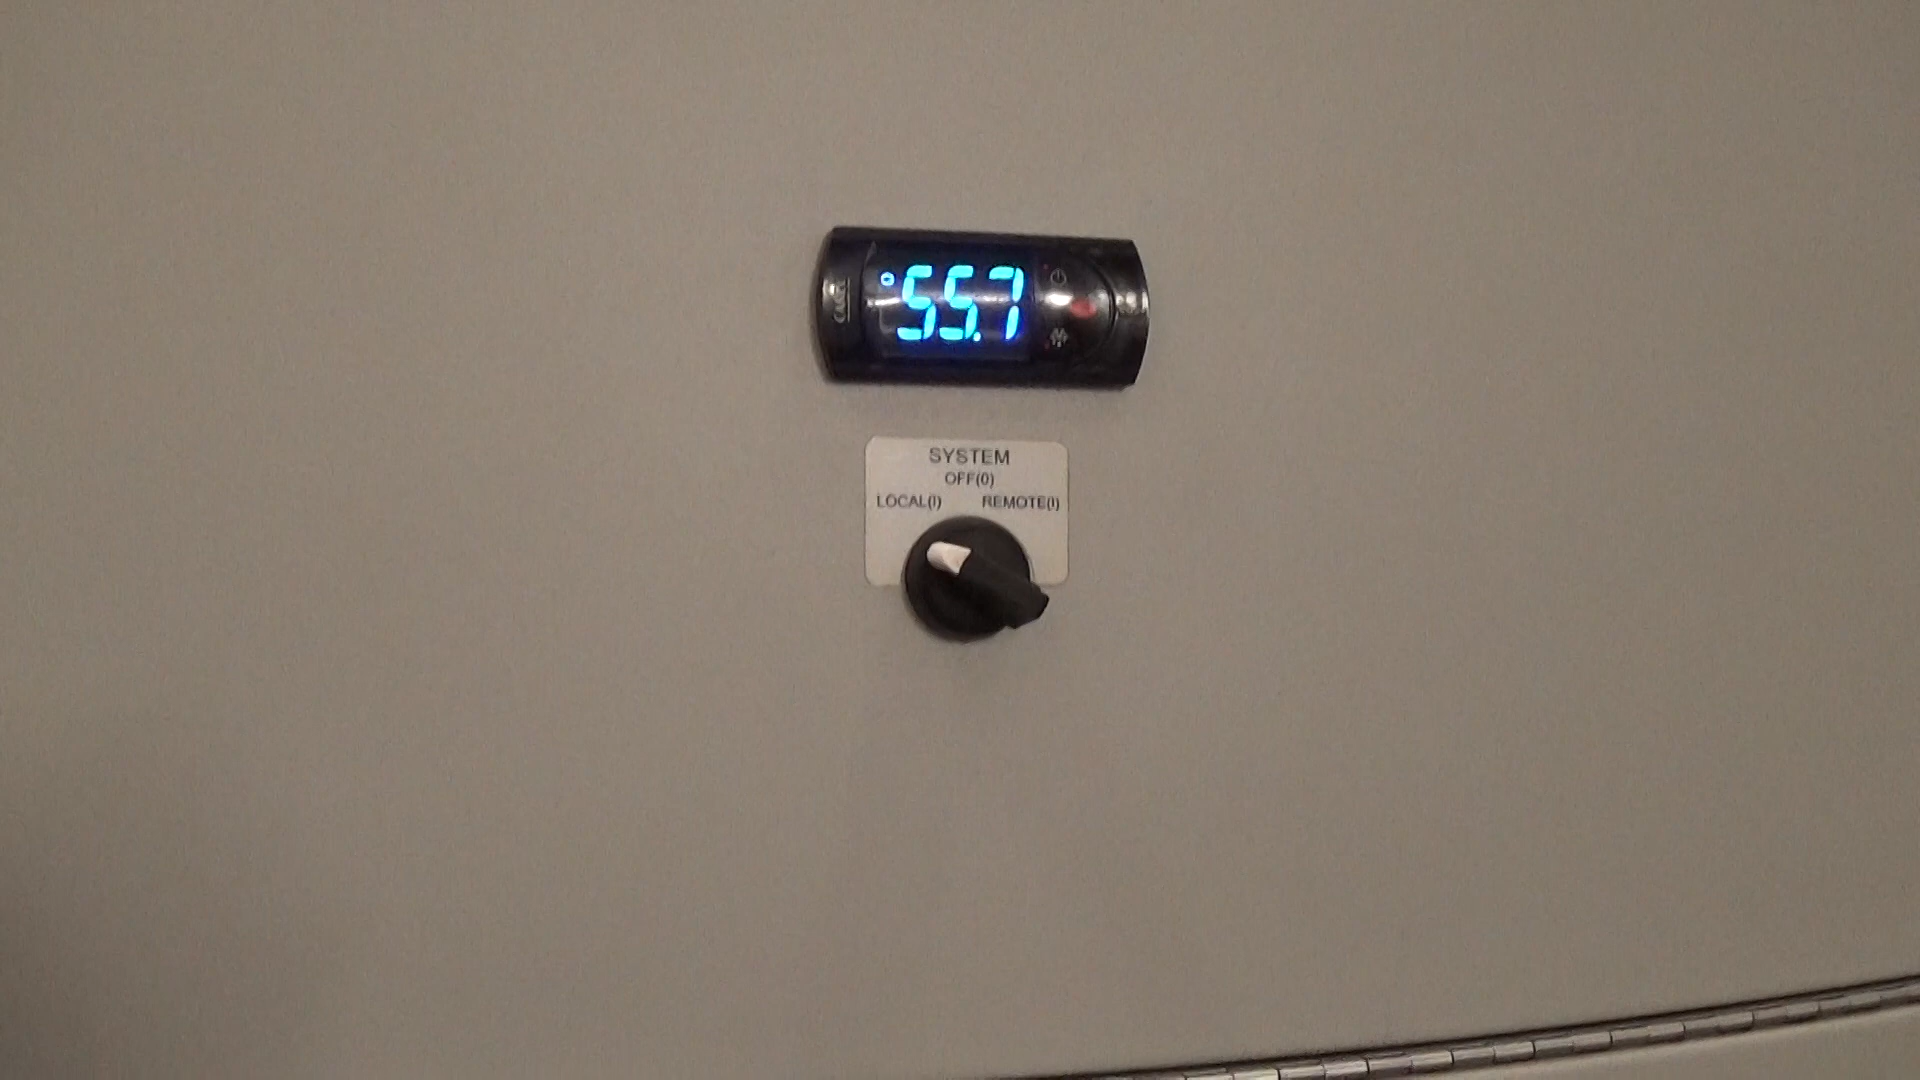 55.7
SYSTEM
OFF(0)
LOCAL(I) REMOTE(I)